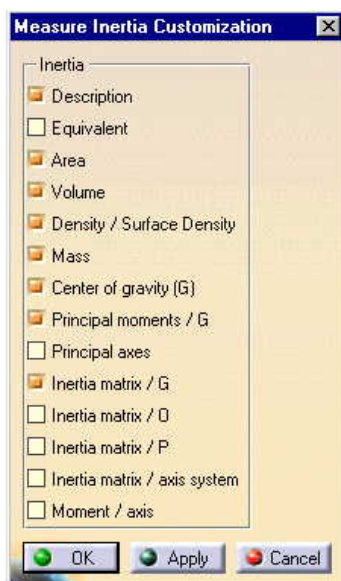 Measure Inertia Customization
Inertia
Description
Equivalent
Area
Volume
Density / Surface Density
Mass
Center of gravity (G)
Principal moments / G
Principal axes
Inertia matrix / G
Inertia matrix / O
Inertia matrix / P
Inertia matrix / axis system
Moment / axis
OK Apply Cancel